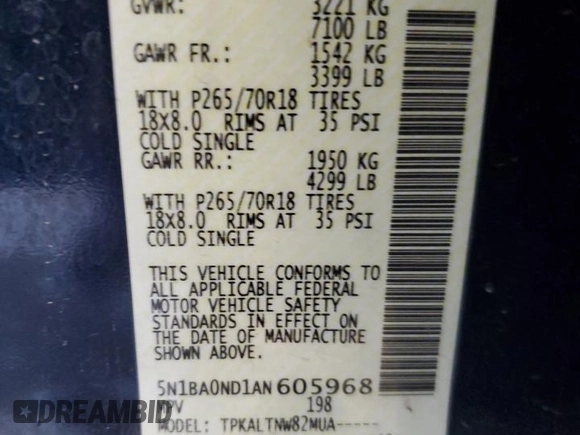 GVWR: 3221 KG
7100 LB
GAWR FR.: 1542 KG
3399 LB
WITH P265/70R18 TIRES
18X8.0 RIMS AT 35 PSI
COLD SINGLE
GAWR RR.: 1950 KG
4299 LB
WITH P265/70R18 TIRES
18X8.0 RIMS AT 35 PSI
COLD SINGLE
THIS VEHICLE CONFORMS TO
ALL APPLICABLE FEDERAL
MOTOR VEHICLE SAFETY
STANDARDS IN EFFECT ON
THE DATE OF MANUFACTURE
SHOWN ABOVE.
5N1BA0ND1AN605968
198
MODEL: TPKALTNW82MUA-----